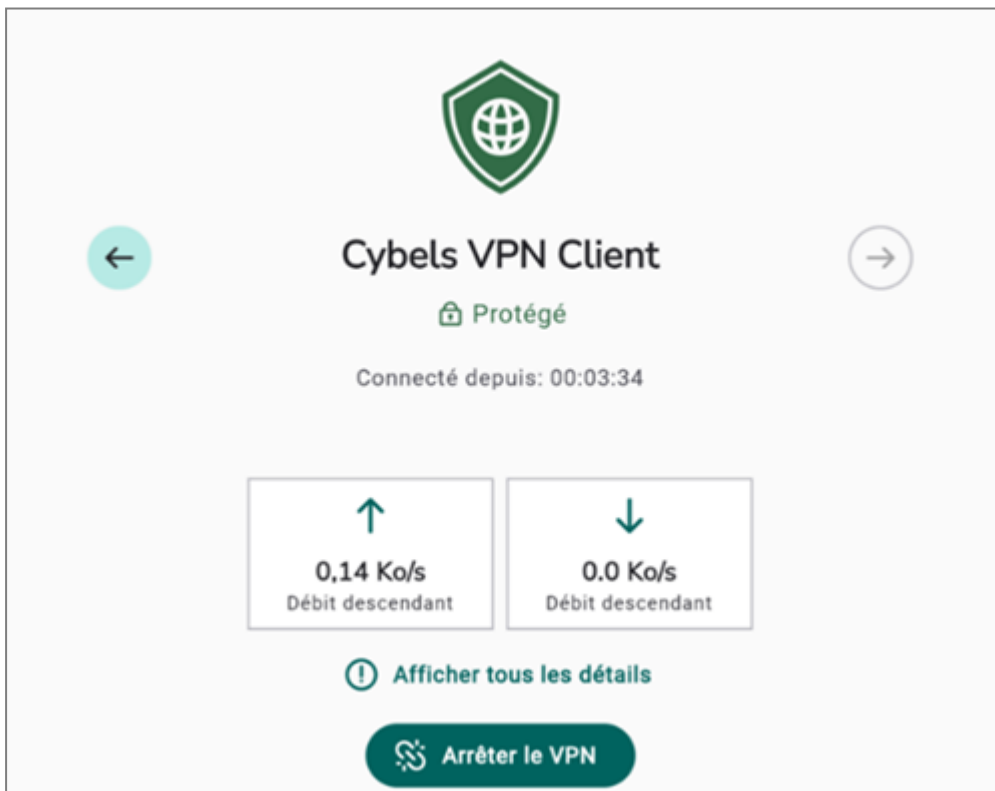 Cybels VPN Client
Protégé
Connecté depuis: 00:03:34
0,14 Ko/s
Débit descendant
0.0 Ko/s
Débit descendant
Afficher tous les détails
Arrêter le VPN